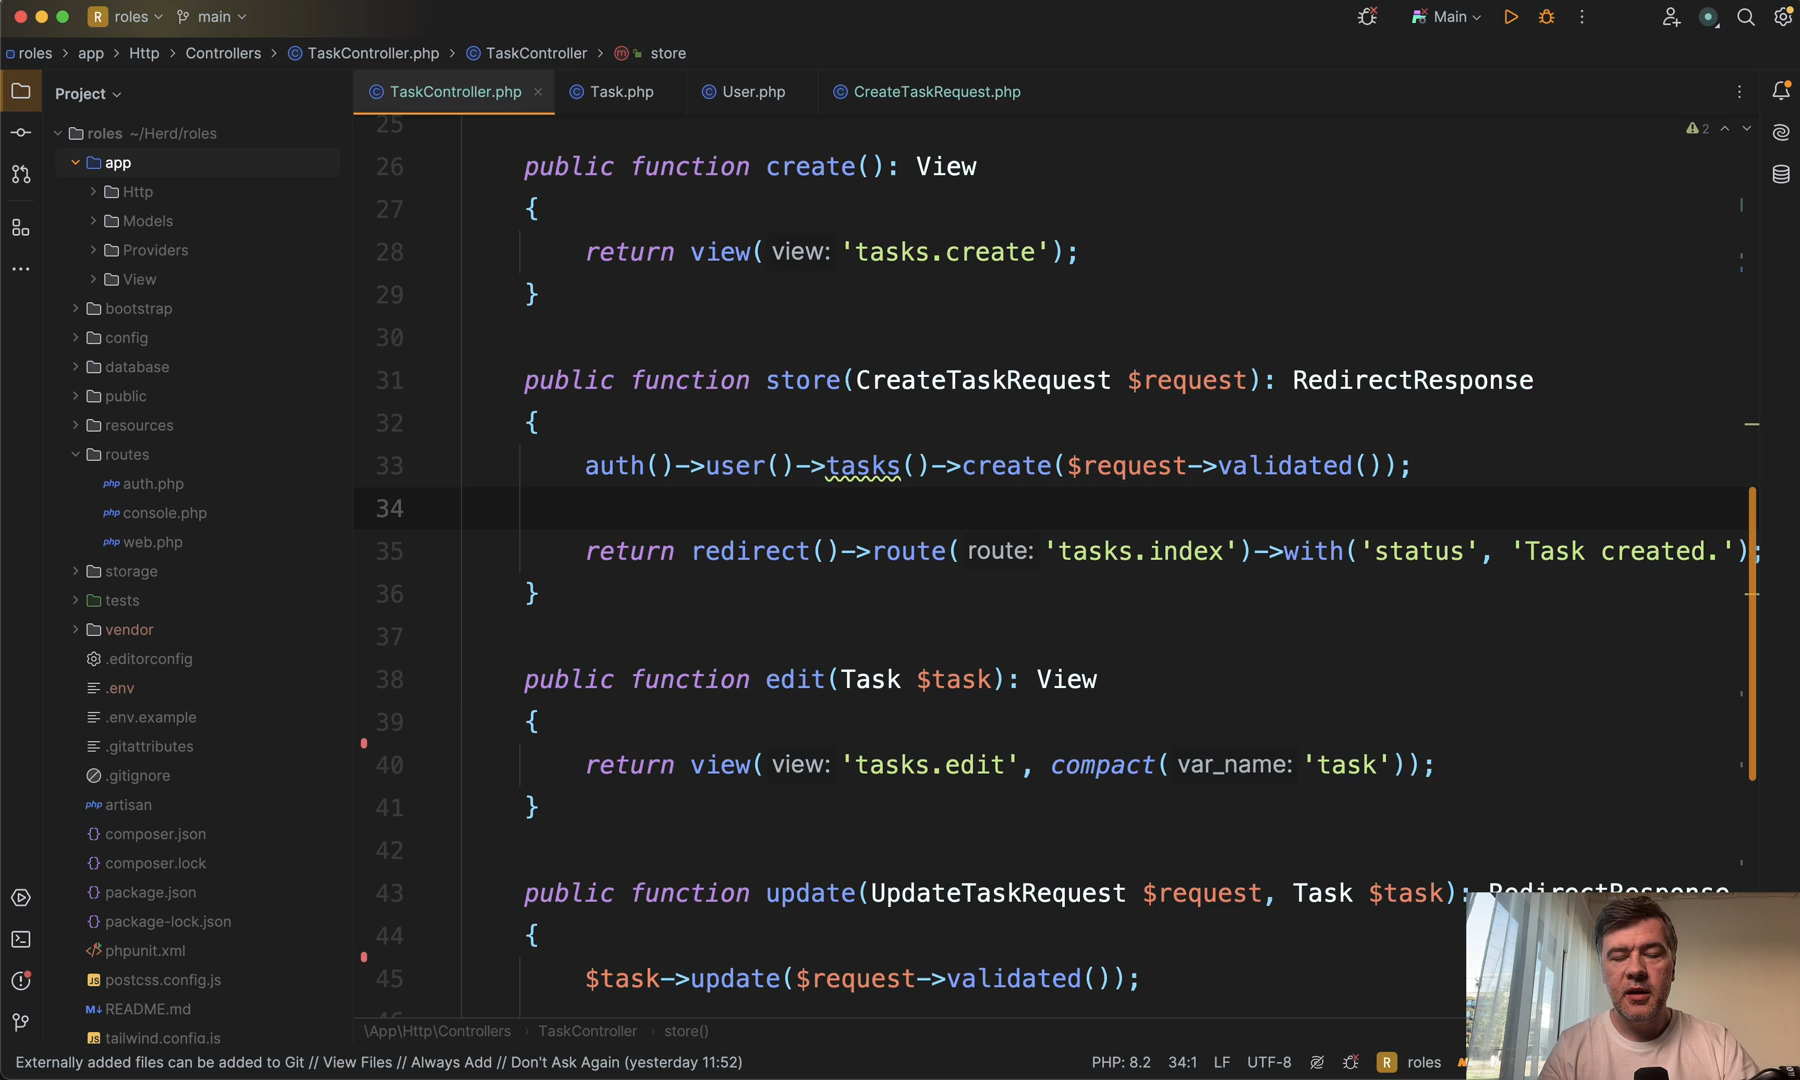 R roles main
Main
roles > app > Http > Controllers > TaskController.php > TaskController > m store
Project
TaskController.php
Task.php
User.php
CreateTaskRequest.php
2
roles ~/Herd/roles
app
Http
Models
Providers
View
bootstrap
config
database
public
resources
routes
php auth.php
php console.php
php web.php
storage
tests
vendor
.editorconfig
.env
.env.example
.gitattributes
.gitignore
php artisan
{} composer.json
{} composer.lock
{} package.json
{} package-lock.json
phpunit.xml
JS postcss.config.js
M↓ README.md
JS tailwind.config.js
25
26 public function create(): View
27 {
28 return view( view: 'tasks.create');
29 }
30
31 public function store(CreateTaskRequest $request): RedirectResponse
32 {
33 auth()->user()->tasks()->create($request->validated());
34
35 return redirect()->route( route: 'tasks.index')->with('status', 'Task created.');
36 }
37
38 public function edit(Task $task): View
39 {
40 return view( view: 'tasks.edit', compact( var_name: 'task'));
41 }
42
43 public function update(UpdateTaskRequest $request, Task $task): RedirectResponse
44 {
45 $task->update($request->validated());
\App\Http\Controllers > TaskController > store()
Externally added files can be added to Git // View Files // Always Add // Don't Ask Again (yesterday 11:52)
PHP: 8.2 34:1 LF UTF-8 R roles